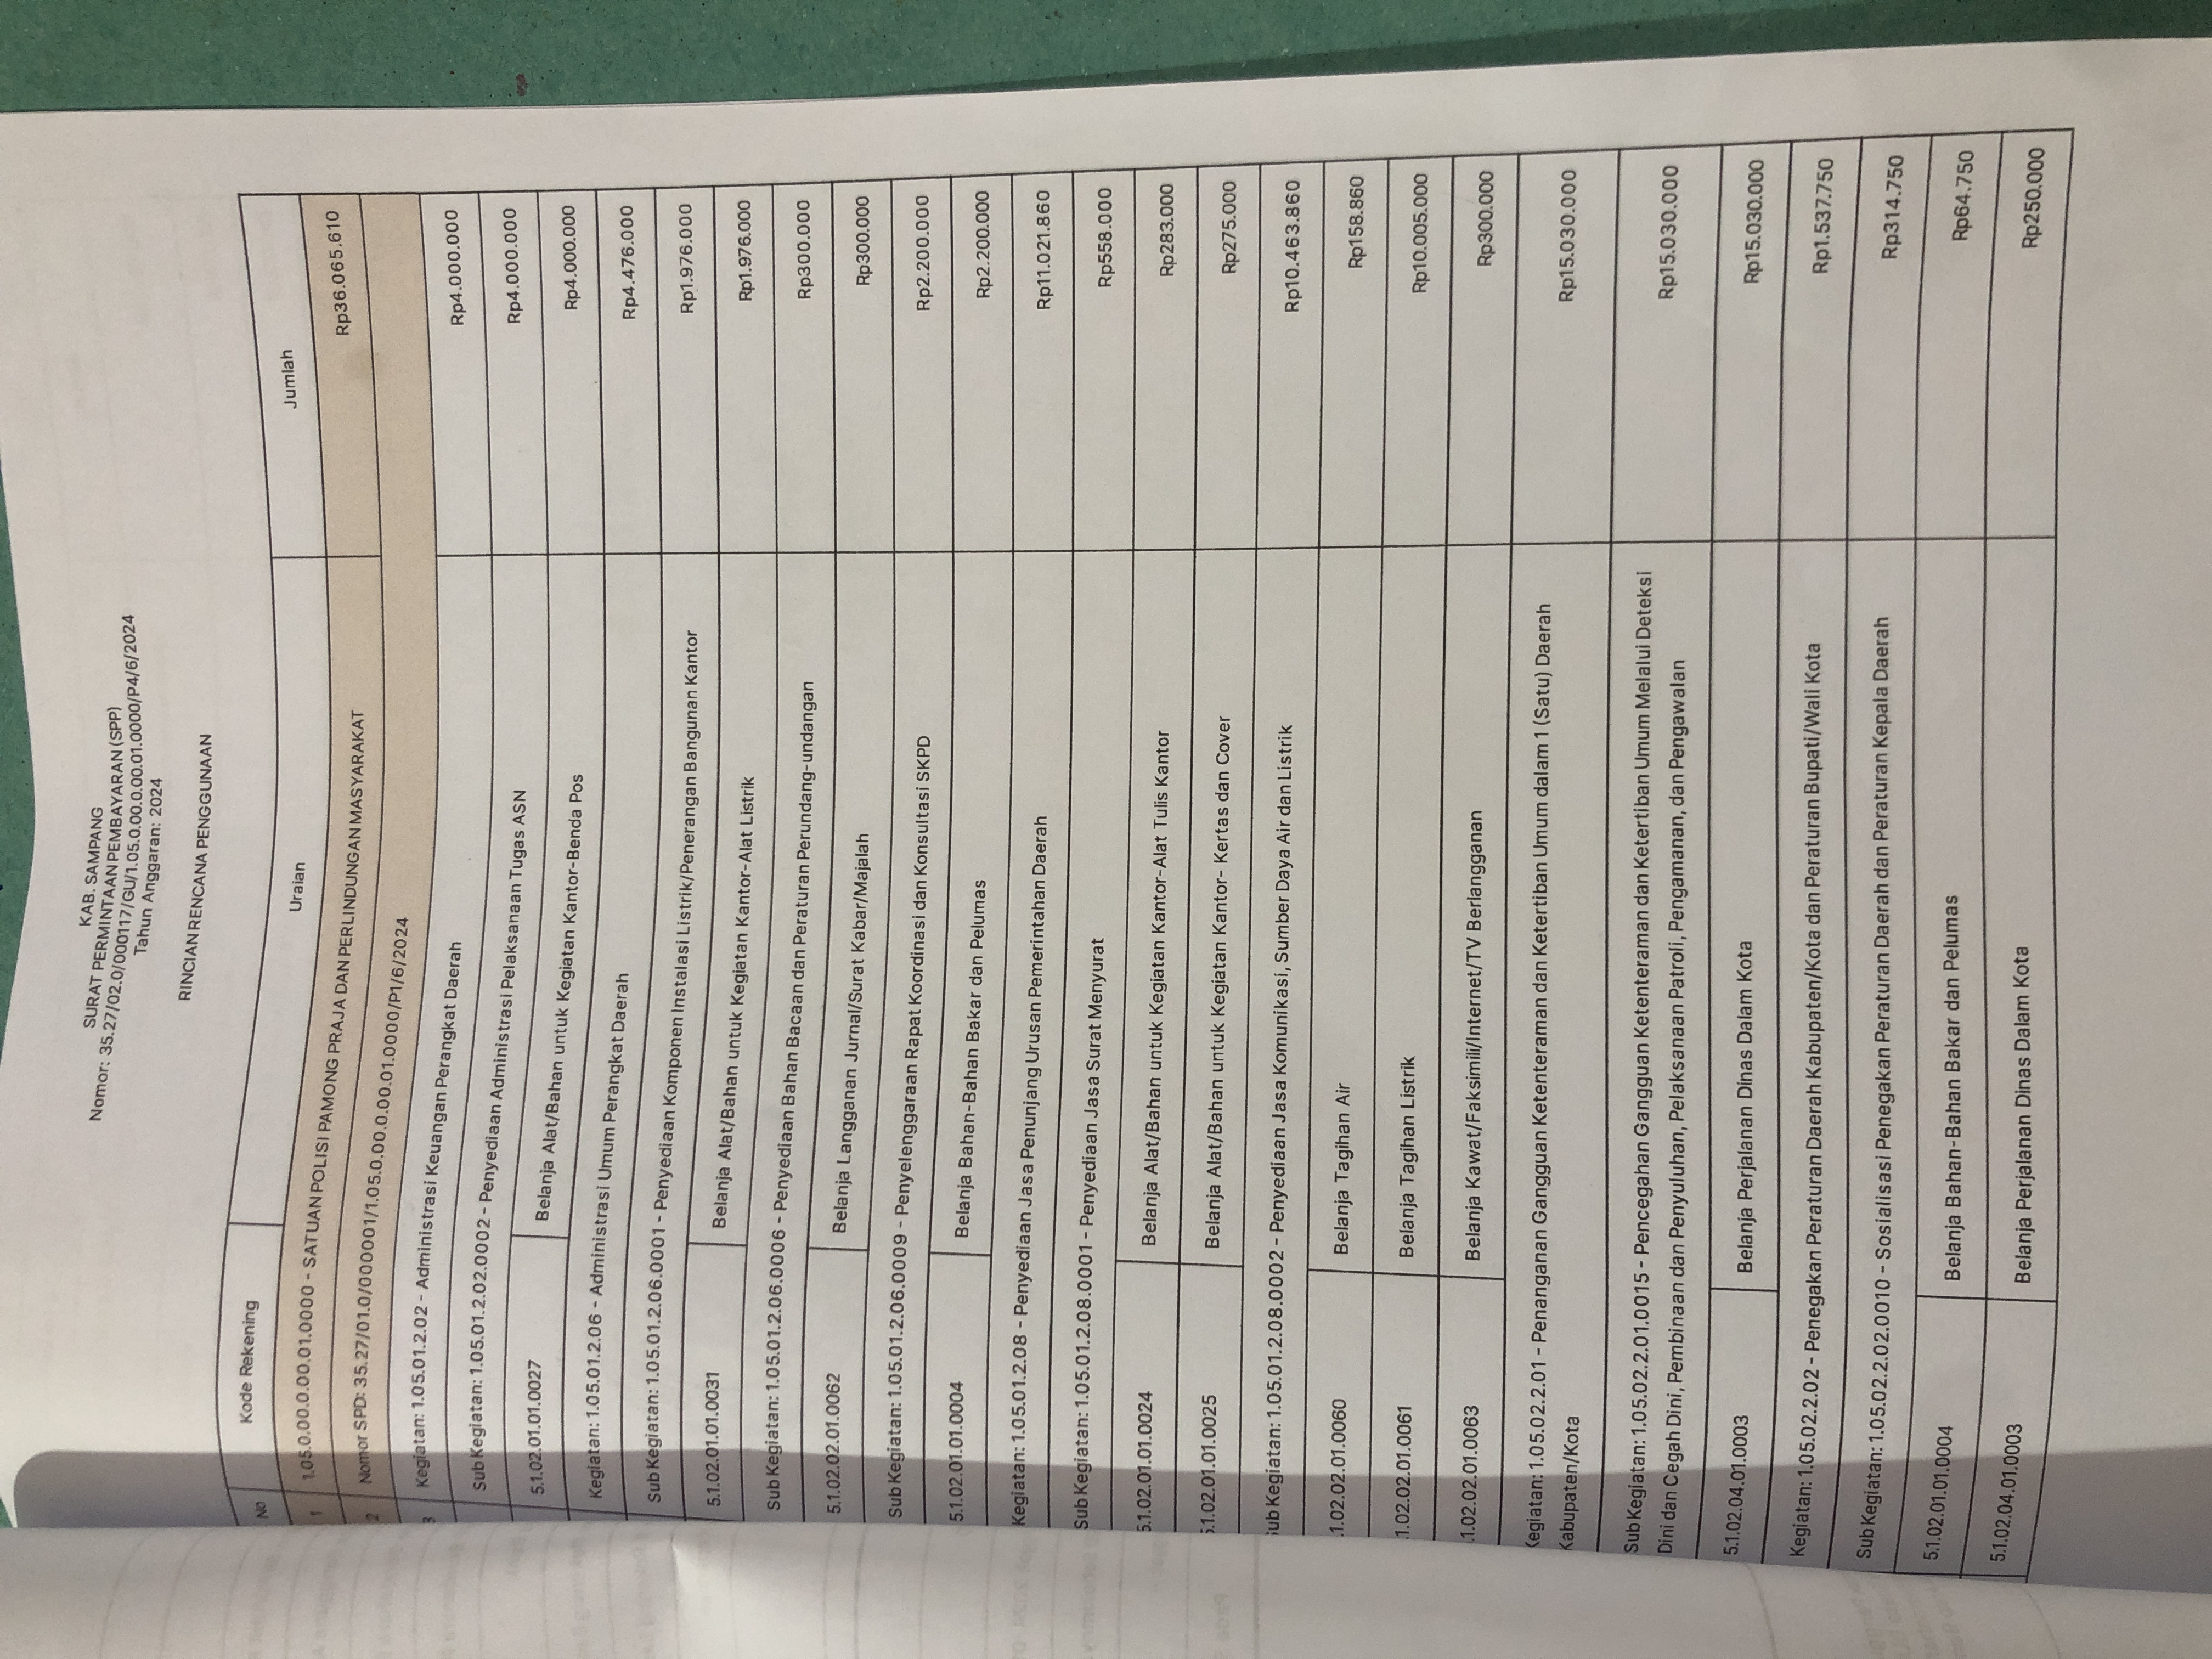 KAB. SAMPANG
SURAT PERMINTAAN PEMBAYARAN (SPP)
Nomor: 35.27/02.0/000117/GU/1.05.0.00.0.00.01.0000/P4/6/2024
Tahun Anggaran: 2024
RINCIAN RENCANA PENGGUNAAN
No Kode Rekening Uraian Jumlah
1 1.05.0.00.0.00.01.0000 - SATUAN POLISI PAMONG PRAJA DAN PERLINDUNGAN MASYARAKAT Rp36.065.610
2 Nomor SPD: 35.27/01.0/000001/1.05.0.00.0.00.01.0000/P1/6/2024
3 Kegiatan: 1.05.01.2.02 - Administrasi Keuangan Perangkat Daerah Rp4.000.000
Sub Kegiatan: 1.05.01.2.02.0002 - Penyediaan Administrasi Pelaksanaan Tugas ASN Rp4.000.000
5.1.02.01.01.0027 Belanja Alat/Bahan untuk Kegiatan Kantor-Benda Pos Rp4.000.000
Kegiatan: 1.05.01.2.06 - Administrasi Umum Perangkat Daerah Rp4.476.000
Sub Kegiatan: 1.05.01.2.06.0001 - Penyediaan Komponen Instalasi Listrik/Penerangan Bangunan Kantor Rp1.976.000
5.1.02.01.01.0031 Belanja Alat/Bahan untuk Kegiatan Kantor-Alat Listrik Rp1.976.000
Sub Kegiatan: 1.05.01.2.06.0006 - Penyediaan Bahan Bacaan dan Peraturan Perundang-undangan Rp300.000
5.1.02.02.01.0062 Belanja Langganan Jurnal/Surat Kabar/Majalah Rp300.000
Sub Kegiatan: 1.05.01.2.06.0009 - Penyelenggaraan Rapat Koordinasi dan Konsultasi SKPD Rp2.200.000
5.1.02.01.01.0004 Belanja Bahan-Bahan Bakar dan Pelumas Rp2.200.000
Kegiatan: 1.05.01.2.08 - Penyediaan Jasa Penunjang Urusan Pemerintahan Daerah Rp11.021.860
Sub Kegiatan: 1.05.01.2.08.0001 - Penyediaan Jasa Surat Menyurat Rp558.000
5.1.02.01.01.0024 Belanja Alat/Bahan untuk Kegiatan Kantor-Alat Tulis Kantor Rp283.000
5.1.02.01.01.0025 Belanja Alat/Bahan untuk Kegiatan Kantor- Kertas dan Cover Rp275.000
Sub Kegiatan: 1.05.01.2.08.0002 - Penyediaan Jasa Komunikasi, Sumber Daya Air dan Listrik Rp10.463.860
.1.02.02.01.0060 Belanja Tagihan Air Rp158.860
1.02.02.01.0061 Belanja Tagihan Listrik Rp10.005.000
.1.02.02.01.0063 Belanja Kawat/Faksimili/Internet/TV Berlangganan Rp300.000
Kegiatan: 1.05.02.2.01 - Penanganan Gangguan Ketenteraman dan Ketertiban Umum dalam 1 (Satu) Daerah
Kabupaten/Kota Rp15.030.000
Sub Kegiatan: 1.05.02.2.01.0015 - Pencegahan Gangguan Ketenteraman dan Ketertiban Umum Melalui Deteksi
Dini dan Cegah Dini, Pembinaan dan Penyuluhan, Pelaksanaan Patroli, Pengamanan, dan Pengawalan Rp15.030.000
5.1.02.04.01.0003 Belanja Perjalanan Dinas Dalam Kota Rp15.030.000
Kegiatan: 1.05.02.2.02 - Penegakan Peraturan Daerah Kabupaten/Kota dan Peraturan Bupati/Wali Kota Rp1.537.750
Sub Kegiatan: 1.05.02.2.02.0010 - Sosialisasi Penegakan Peraturan Daerah dan Peraturan Kepala Daerah Rp314.750
5.1.02.01.01.0004 Belanja Bahan-Bahan Bakar dan Pelumas Rp64.750
5.1.02.04.01.0003 Belanja Perjalanan Dinas Dalam Kota Rp250.000